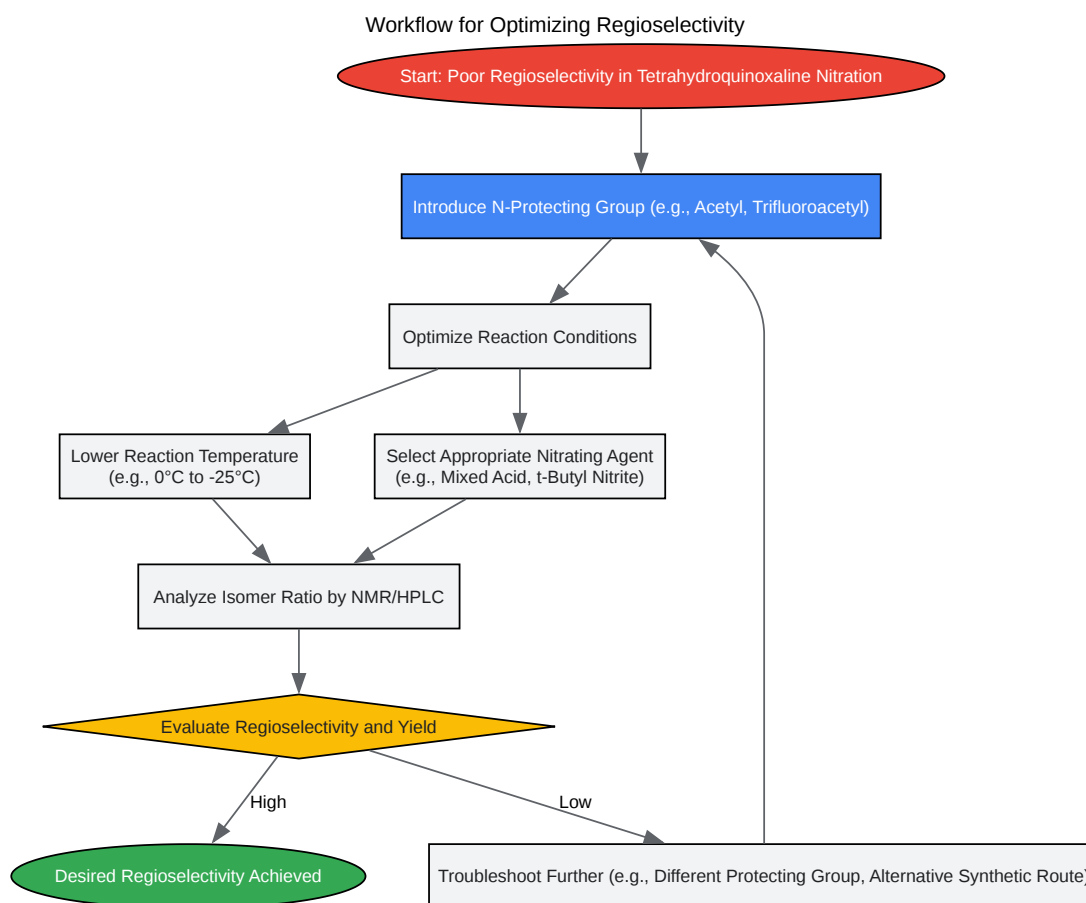 Workflow for Optimizing Regioselectivity
Start: Poor Regioselectivity in Tetrahydroquinoxaline Nitration
Introduce N-Protecting Group (e.g., Acetyl, Trifluoroacetyl)
Optimize Reaction Conditions
Lower Reaction Temperature
(e.g., 0°C to -25°C)
Select Appropriate Nitrating Agent
(e.g., Mixed Acid, t-Butyl Nitrite)
Analyze Isomer Ratio by NMR/HPLC
Evaluate Regioselectivity and Yield
High
Low
Desired Regioselectivity Achieved
Troubleshoot Further (e.g., Different Protecting Group, Alternative Synthetic Route)